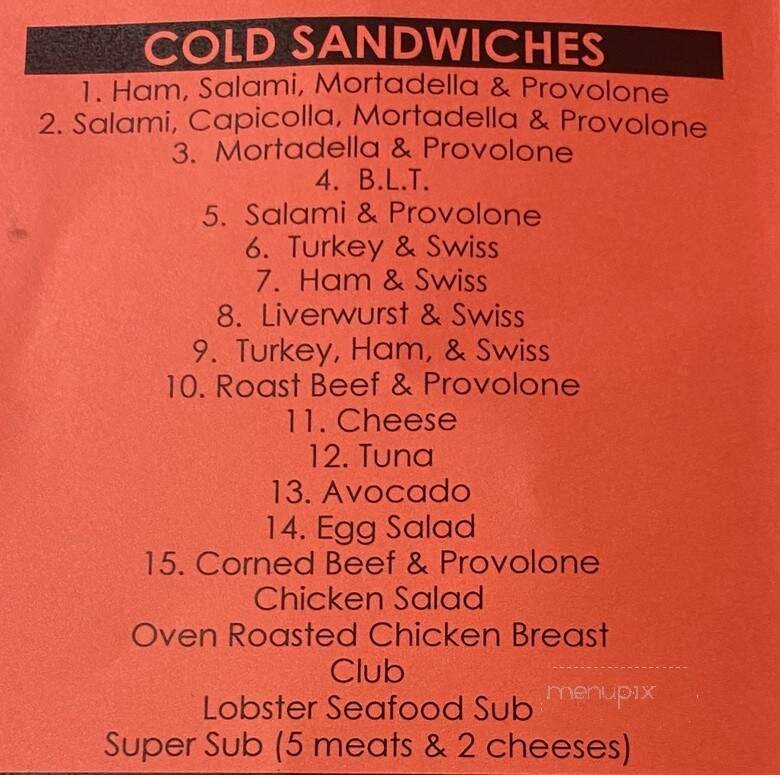 COLD SANDWICHES
1. Ham, Salami, Mortadella & Provolone
2. Salami, Capicolla, Mortadella & Provolone
3. Mortadella & Provolone
4. B.L.T.
5. Salami & Provolone
6. Turkey & Swiss
7. Ham & Swiss
8. Liverwurst & Swiss
9. Turkey, Ham, & Swiss
10. Roast Beef & Provolone
11. Cheese
12. Tuna
13. Avocado
14. Egg Salad
15. Corned Beef & Provolone
Chicken Salad
Oven Roasted Chicken Breast
Club
menupix
Lobster Seafood Sub
Super Sub (5 meats & 2 cheeses)